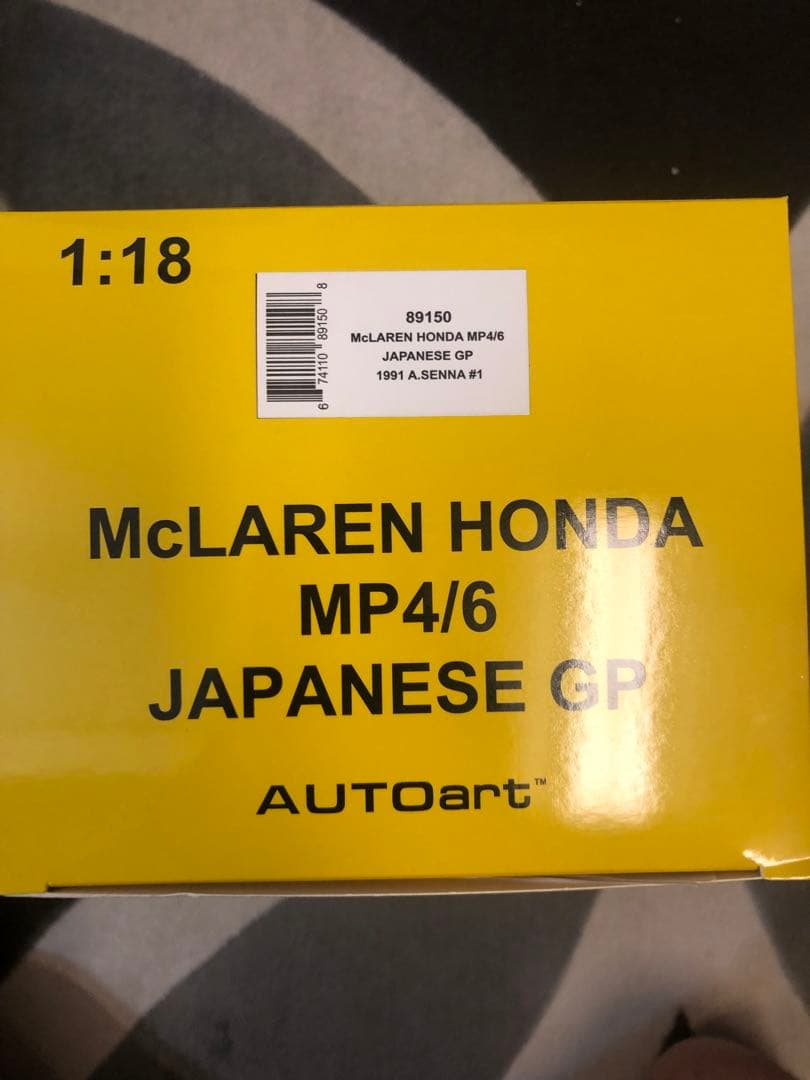 1:18
6 74110 89150 8
89150
McLAREN HONDA MP4/6
JAPANESE GP
1991 A.SENNA #1
McLAREN HONDA
MP4/6
JAPANESE GP
AUTOart™